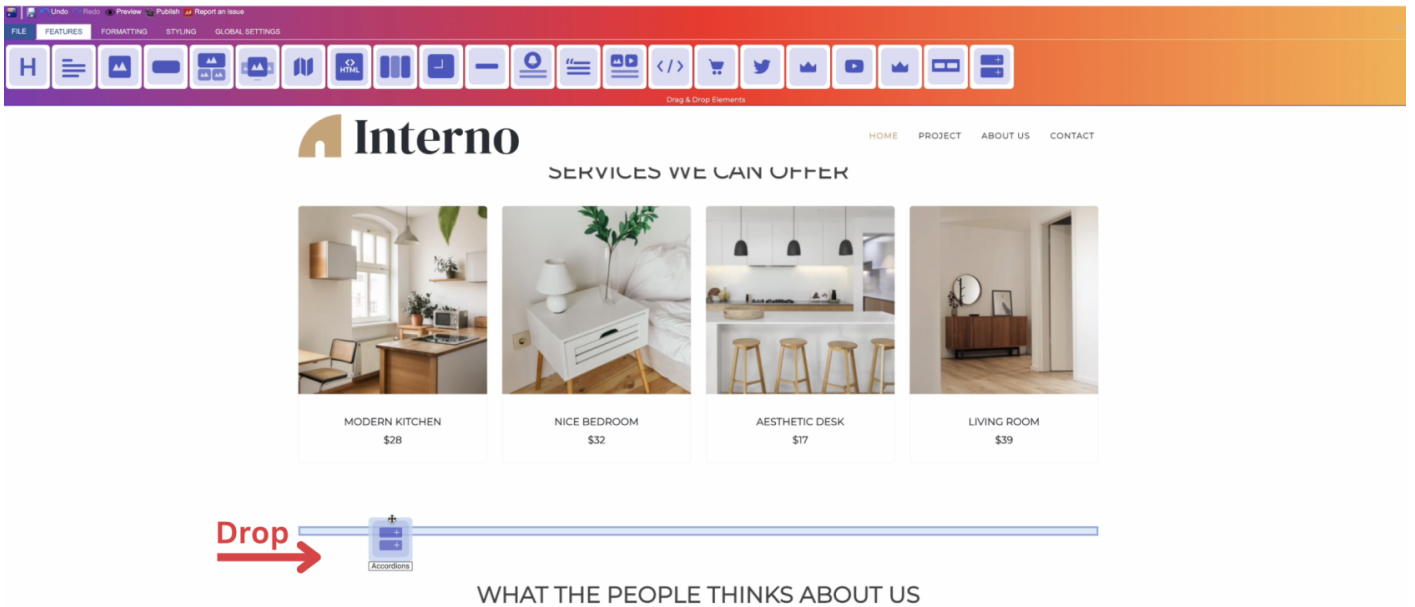 Undo Redo Preview Publish Report an Issue
FILE FEATURES FORMATTING STYLING GLOBAL SETTINGS
H
<>
HTML
</>
Drag & Drop Elements
Interno
HOME PROJECT ABOUT US CONTACT
SERVICES WE CAN OFFER
MODERN KITCHEN NICE BEDROOM AESTHETIC DESK LIVING ROOM
$28 $32 $17 $39
Drop
Accordions
WHAT THE PEOPLE THINKS ABOUT US